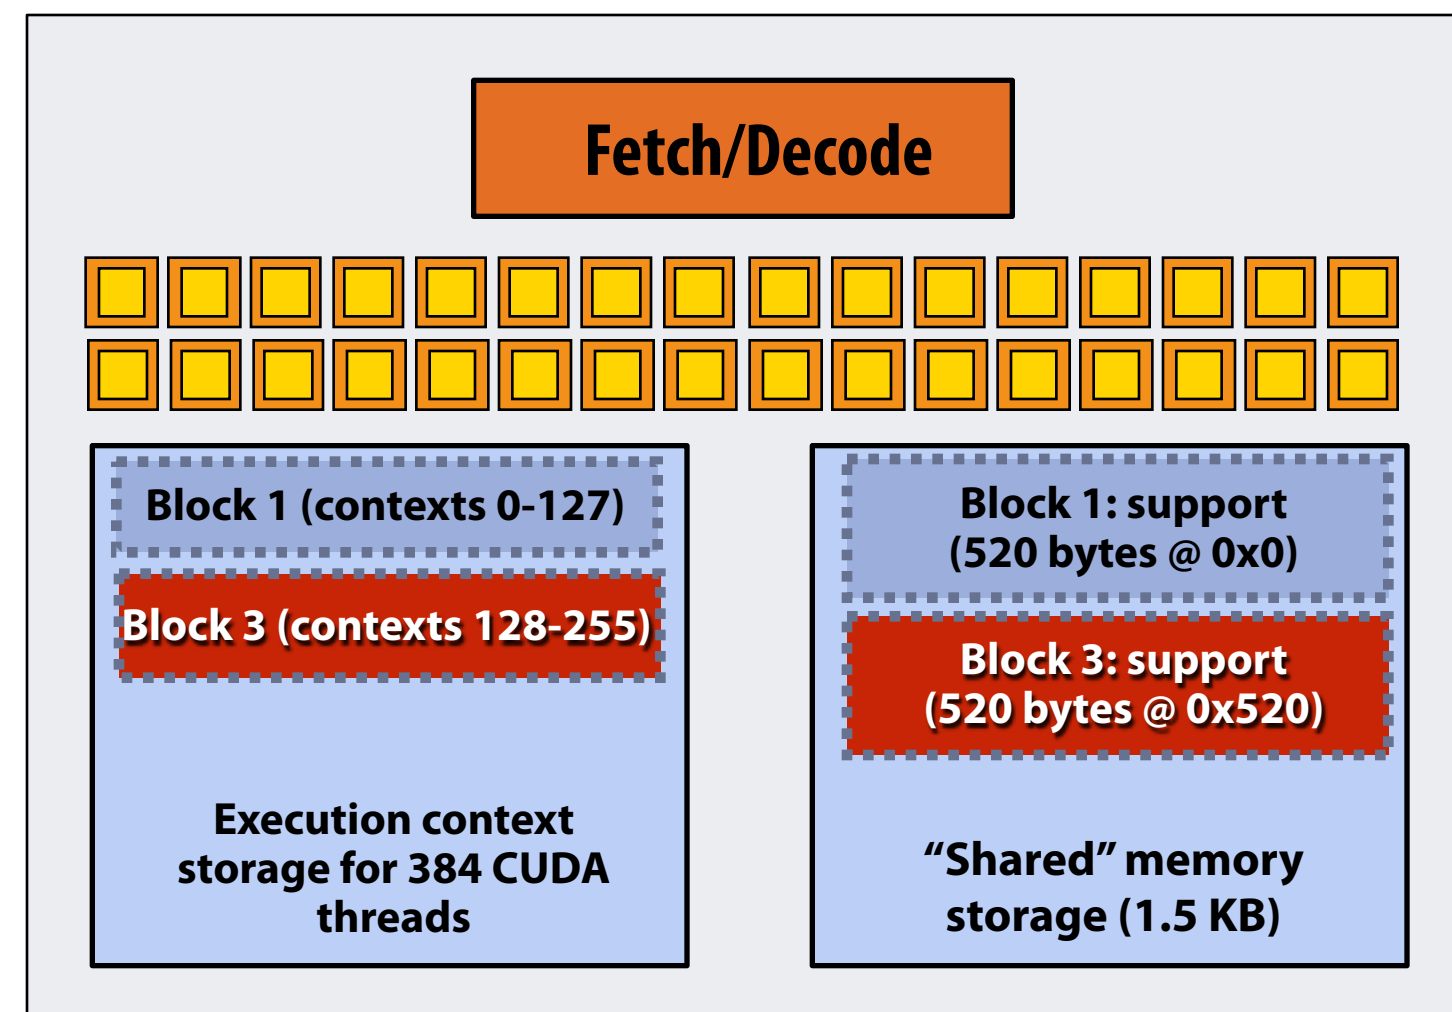 Fetch/Decode
Block 1 (contexts 0-127)
Block 3 (contexts 128-255)
Execution context
storage for 384 CUDA
threads
Block 1: support
(520 bytes @ 0x0)
Block 3: support
(520 bytes @ 0x520)
“Shared” memory
storage (1.5 KB)